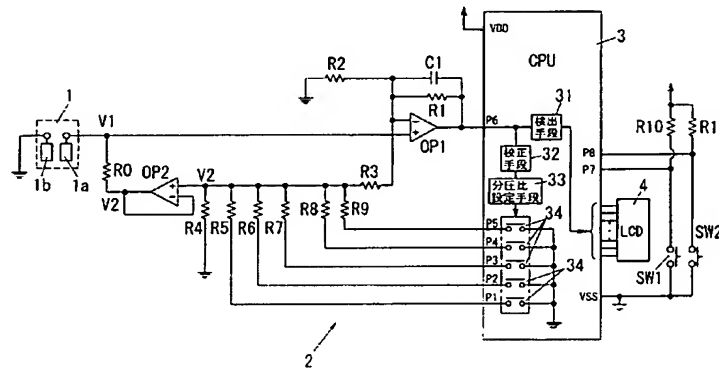 VDD
3
CPU
R2
C1
R1
OP1
P6
31
検出
手段
32
校正
手段
分圧比
設定手段
33
34
R10
R1
P8
P7
4
LCD
SW1
SW2
VSS
1
V1
1b
1a
R0
OP2
V2
V2
R3
R4
R5
R6
R7
R8
R9
P5
P4
P3
P2
P1
34
2